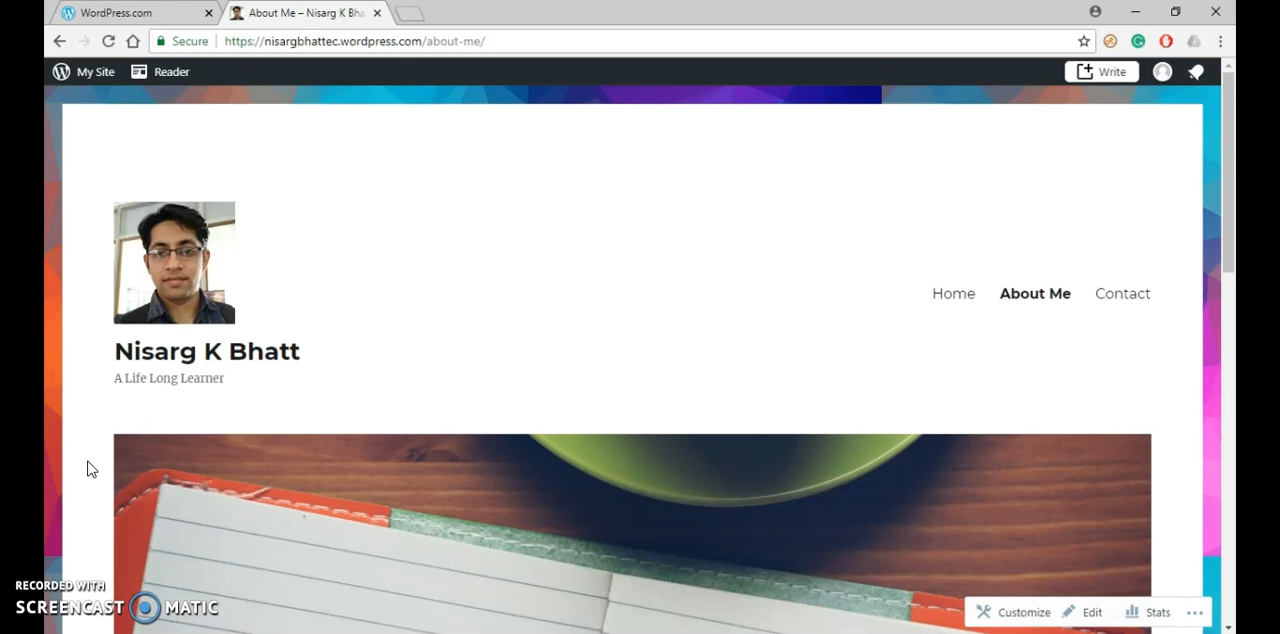 WordPress.com
About Me – Nisarg K Bha
Secure
https://nisargbhattec.wordpress.com/about-me/
My Site
Reader
Write
Home
About Me
Contact
Nisarg K Bhatt
A Life Long Learner
RECORDED WITH
SCREENCAST MATIC
Customize
Edit
Stats